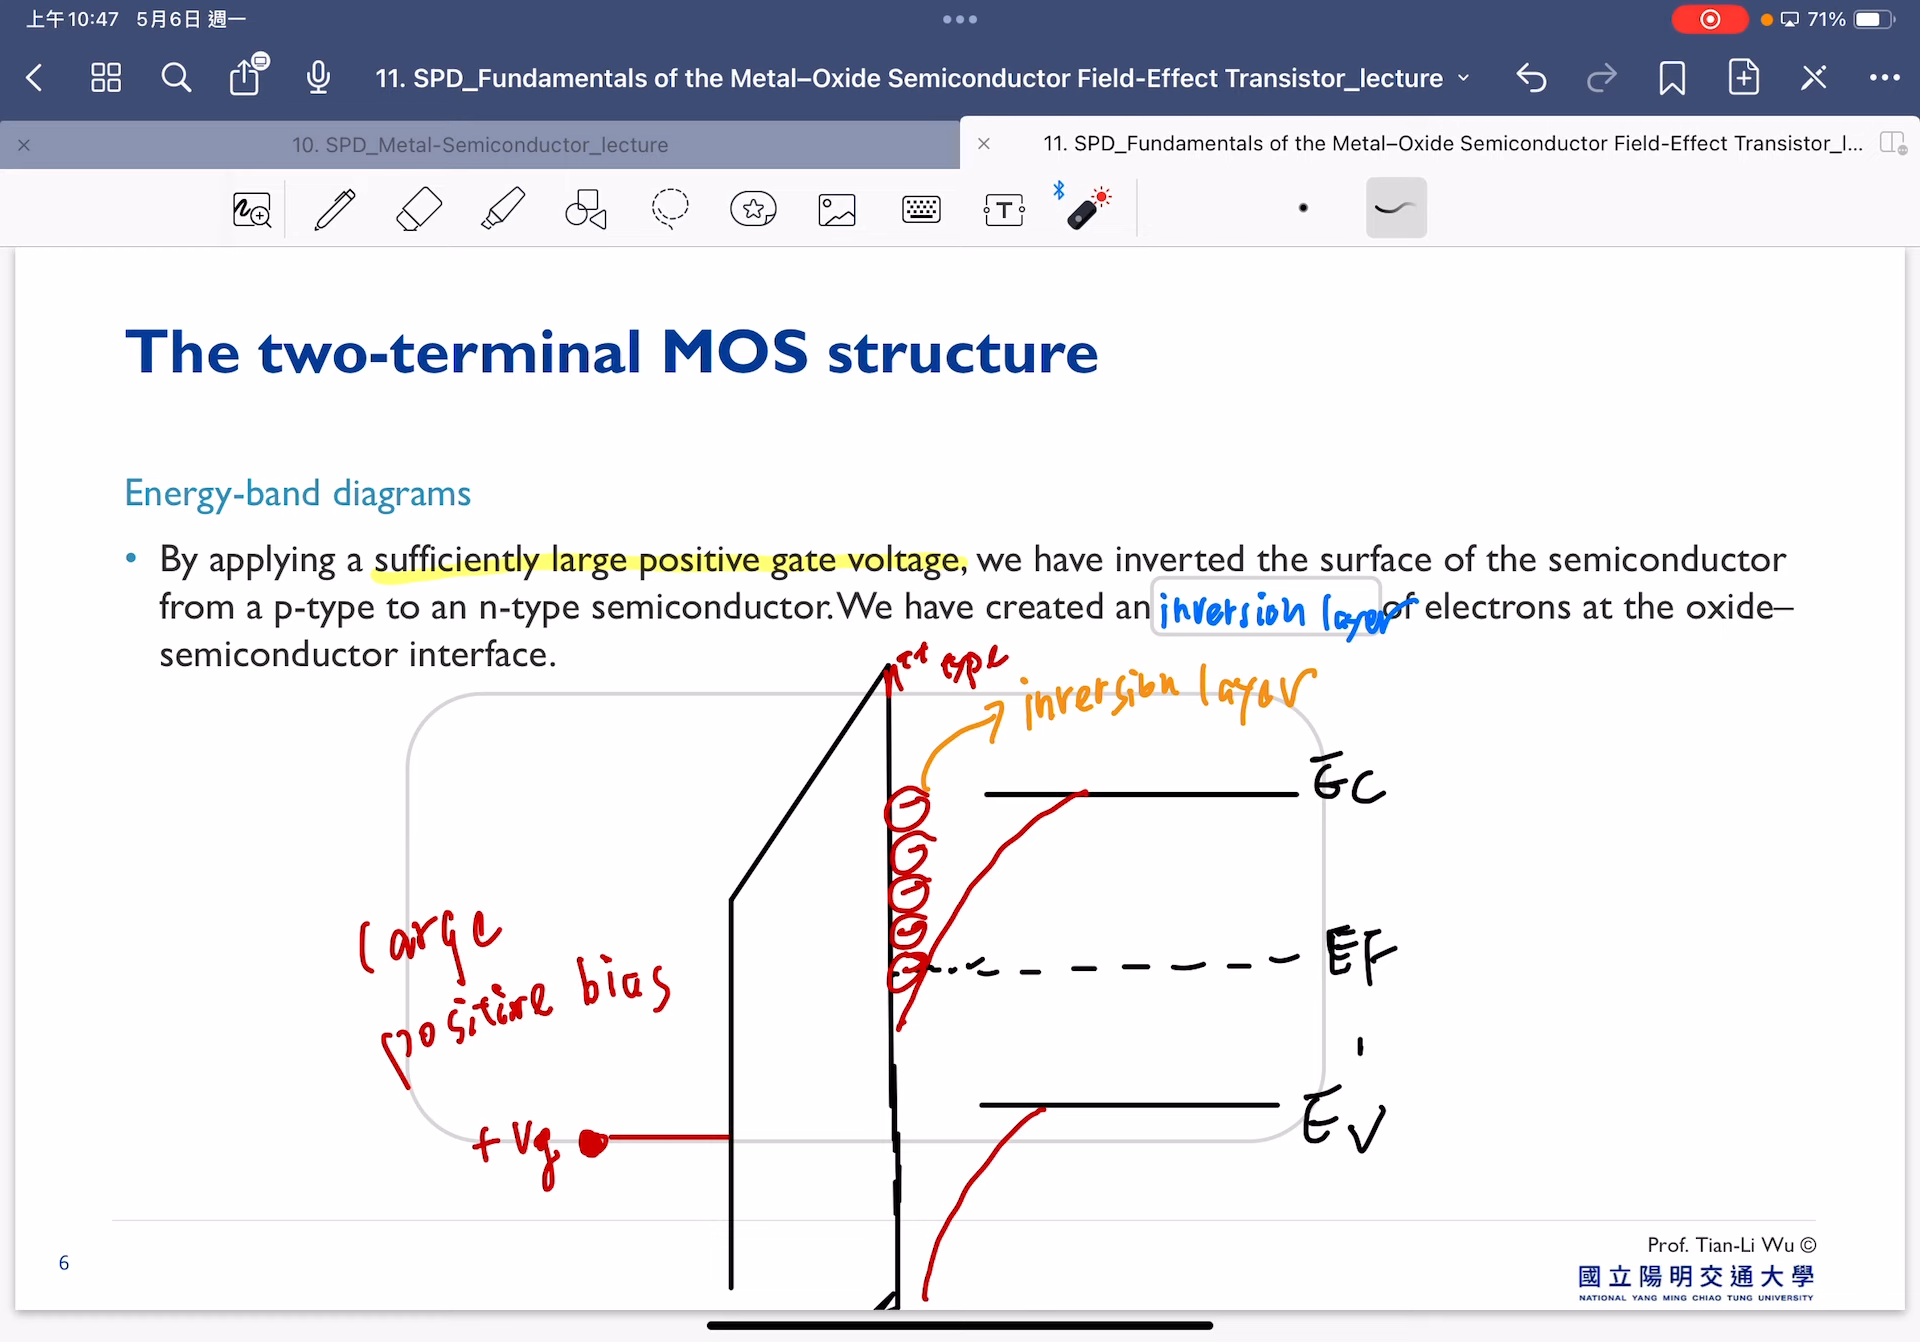 上午10:47 5月6日 週一
71%
11. SPD_Fundamentals of the Metal–Oxide Semiconductor Field-Effect Transistor_lecture
10. SPD_Metal-Semiconductor_lecture
11. SPD_Fundamentals of the Metal–Oxide Semiconductor Field-Effect Transistor_l...
The two-terminal MOS structure
Energy-band diagrams
• By applying a sufficiently large positive gate voltage, we have inverted the surface of the semiconductor
from a p-type to an n-type semiconductor. We have created an inversion layer of electrons at the oxide–
semiconductor interface.
type
inversion layer
EC
large
positive bias
EF
EV
+Vg
Prof. Tian-Li Wu ©
6
國立陽明交通大學
NATIONAL YANG MING CHIAO TUNG UNIVERSITY